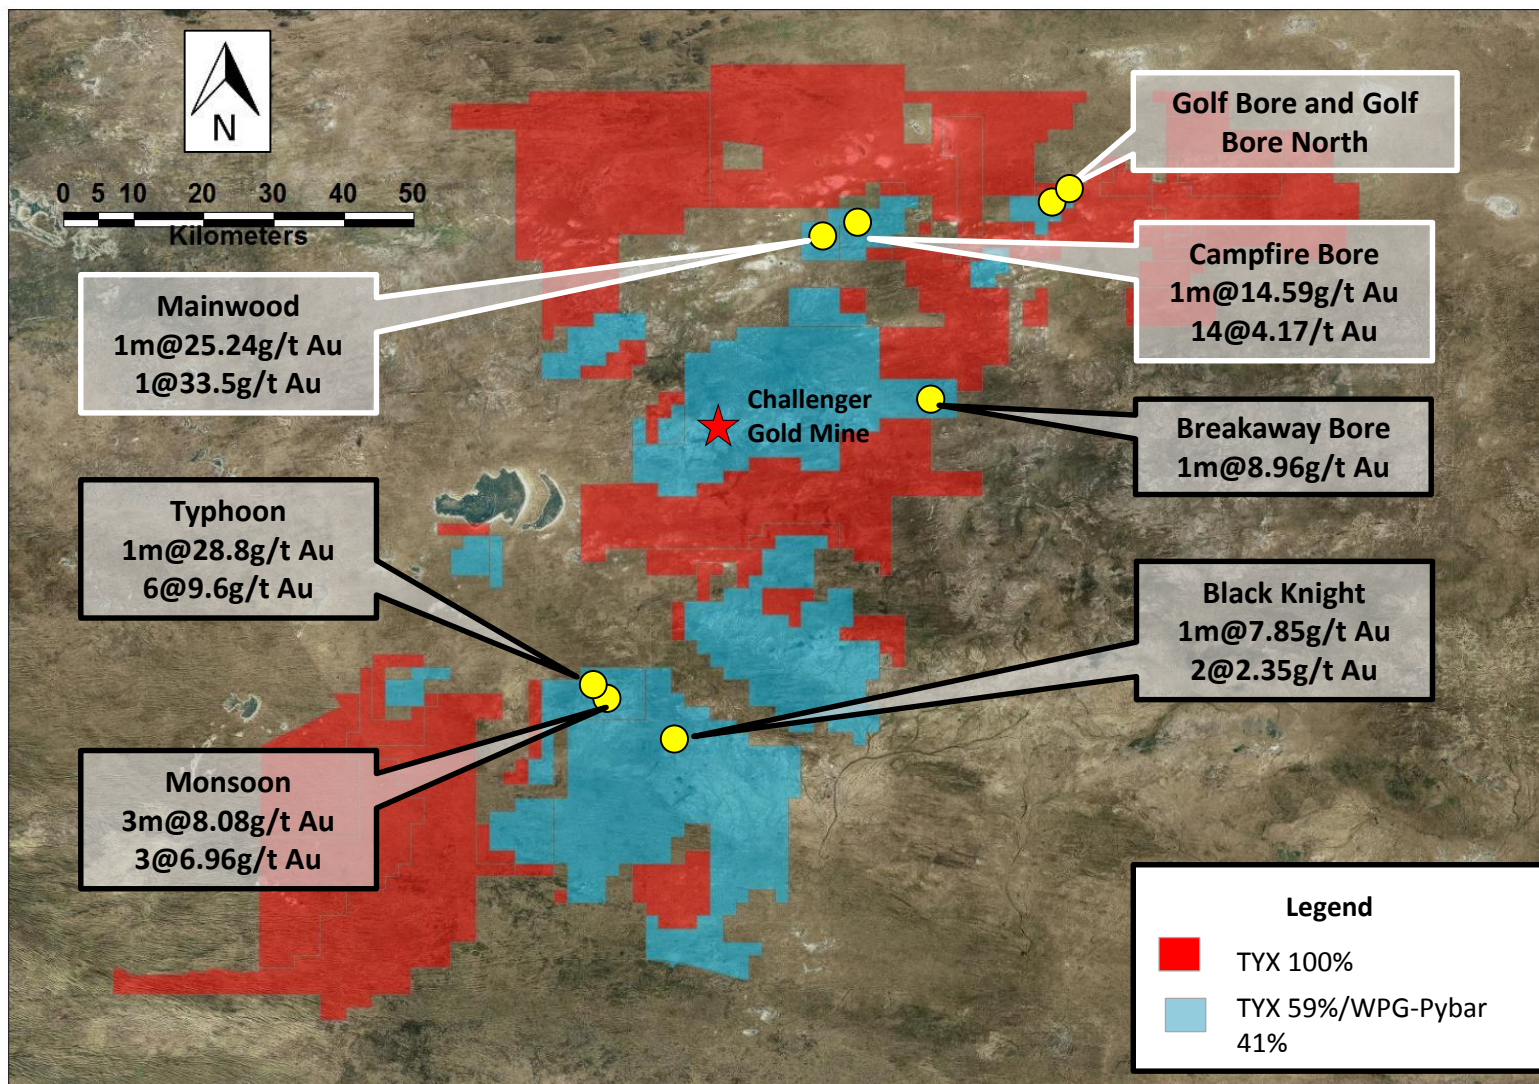 N
0 5 10 20 30 40 50
Kilometers
Golf Bore and Golf
Bore North
Mainwood
1m@25.24g/t Au
1@33.5g/t Au
Campfire Bore
1m@14.59g/t Au
14@4.17/t Au
Challenger
Gold Mine
Breakaway Bore
1m@8.96g/t Au
Typhoon
1m@28.8g/t Au
6@9.6g/t Au
Black Knight
1m@7.85g/t Au
2@2.35g/t Au
Monsoon
3m@8.08g/t Au
3@6.96g/t Au
Legend
TYX 100%
TYX 59%/WPG-Pybar
41%